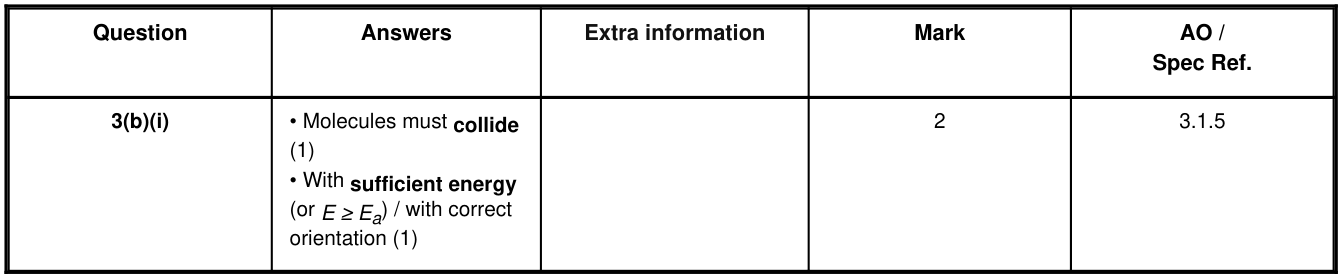 Question Answers Extra information Mark AO /
Spec Ref.
3(b)(i) • Molecules must collide 2 3.1.5
(1)
• With sufficient energy
(or E ≥ Ea) / with correct
orientation (1)